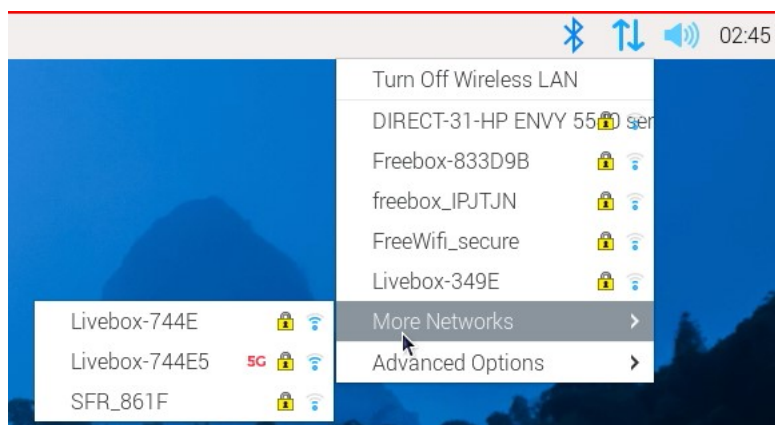 02:45
Turn Off Wireless LAN
DIRECT-31-HP ENVY 55 ser
Freebox-833D9B
freebox_IPJTJN
FreeWifi_secure
Livebox-349E
More Networks
Advanced Options
Livebox-744E
Livebox-744E5 5G
SFR_861F